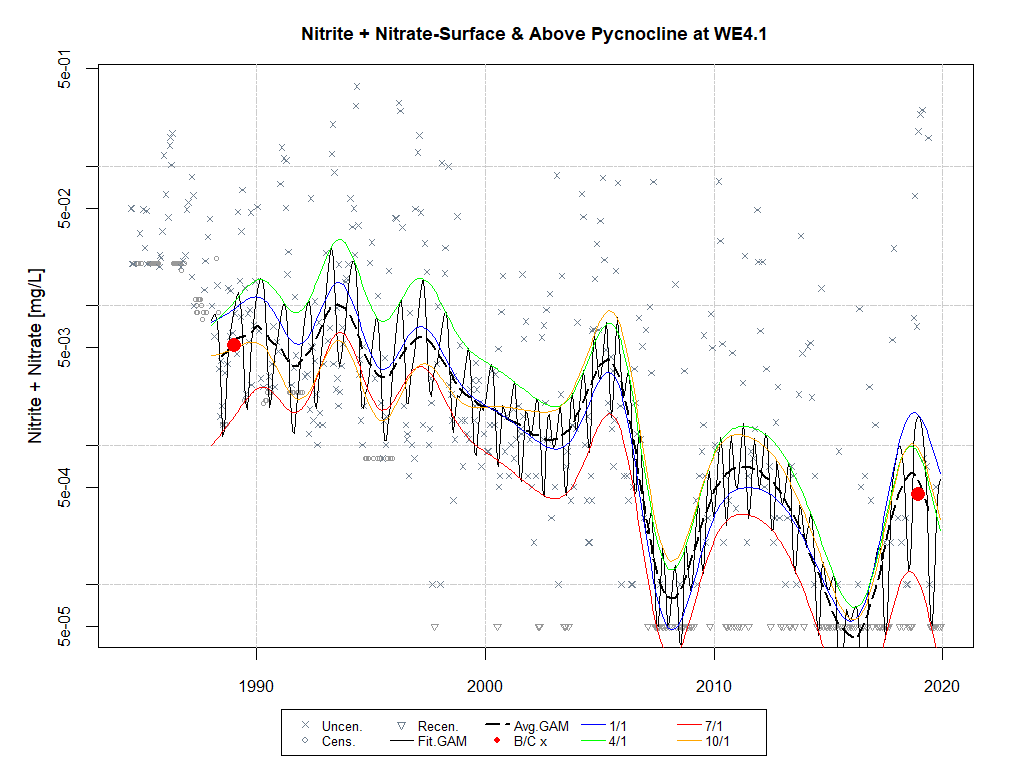 Nitrite + Nitrate-Surface & Above Pycnocline at WE4.1
Nitrite + Nitrate [mg/L]
5e-01
5e-02
5e-03
5e-04
5e-05
1990 2000 2010 2020
Uncen. Recen. Avg.GAM 1/1 7/1
Cens. Fit.GAM B/C x 4/1 10/1